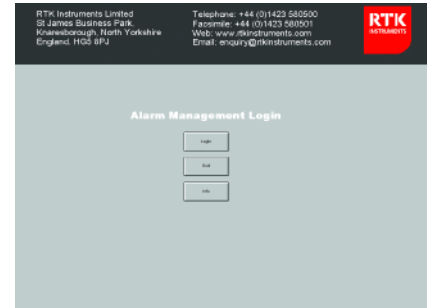 RTK Instruments Limited
St James Business Park,
Knaresborough, North Yorkshire
England, HG5 8PJ
Telephone: +44 (0)1423 580500
Facsimile: +44 (0)1423 580501
Web: www.rtkinstruments.com
Email: enquiry@rtkinstruments.com
RTK
INSTRUMENTS
Alarm Management Login
Login
Exit
Info